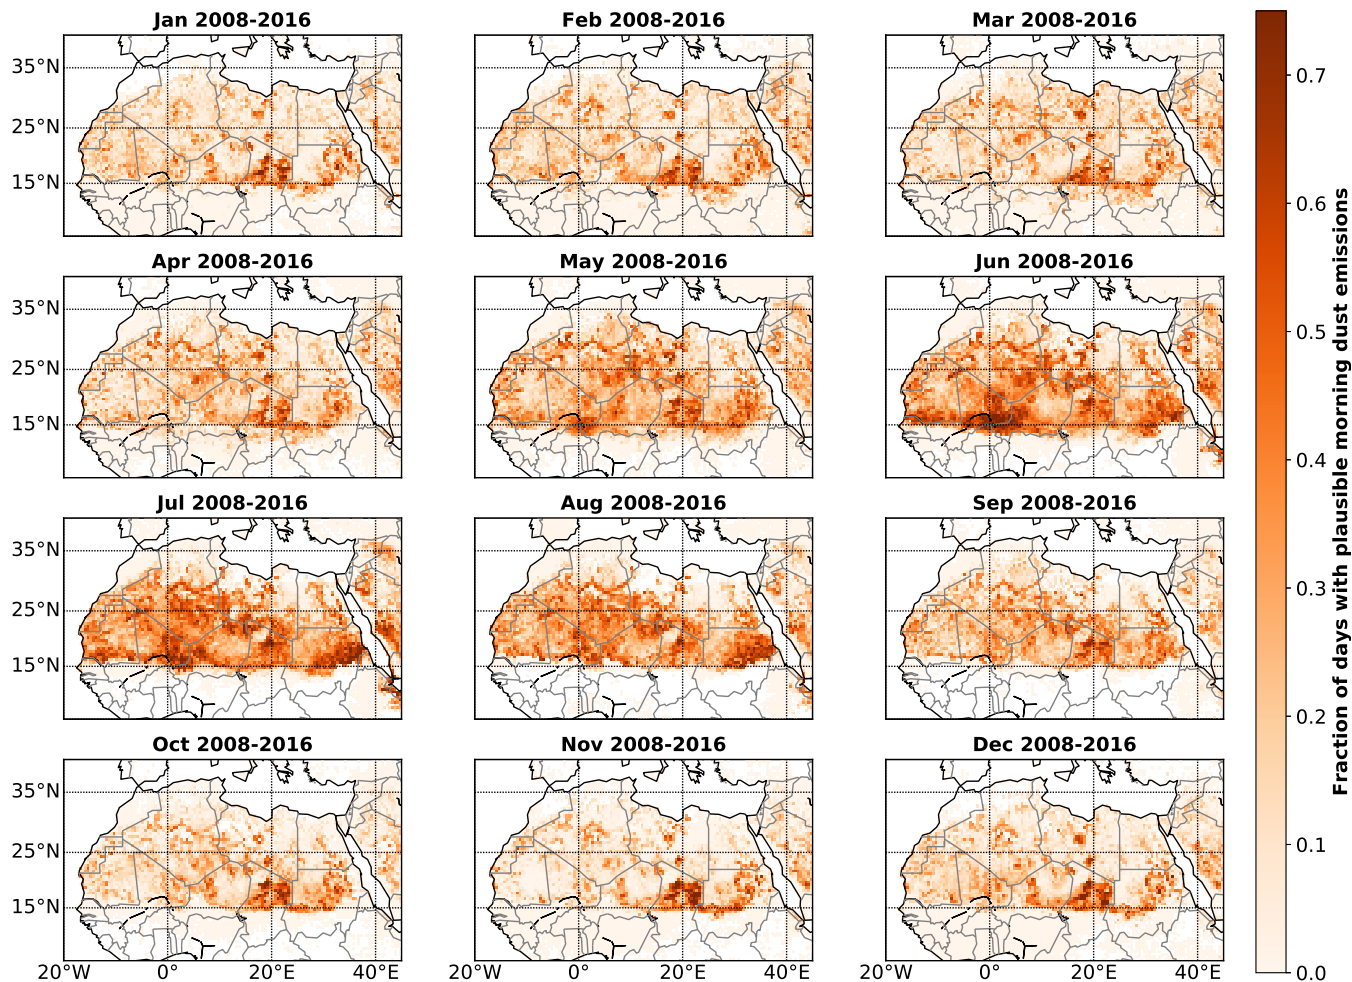 Jan 2008-2016
Feb 2008-2016
Mar 2008-2016
35°N
25°N
15°N
Apr 2008-2016
May 2008-2016
Jun 2008-2016
35°N
25°N
15°N
Jul 2008-2016
Aug 2008-2016
Sep 2008-2016
35°N
25°N
15°N
Oct 2008-2016
Nov 2008-2016
Dec 2008-2016
35°N
25°N
15°N
20°W 0° 20°E 40°E
20°W 0° 20°E 40°E
20°W 0° 20°E 40°E
0.7
0.6
0.5
0.4
0.3
0.2
0.1
0.0
Fraction of days with plausible morning dust emissions